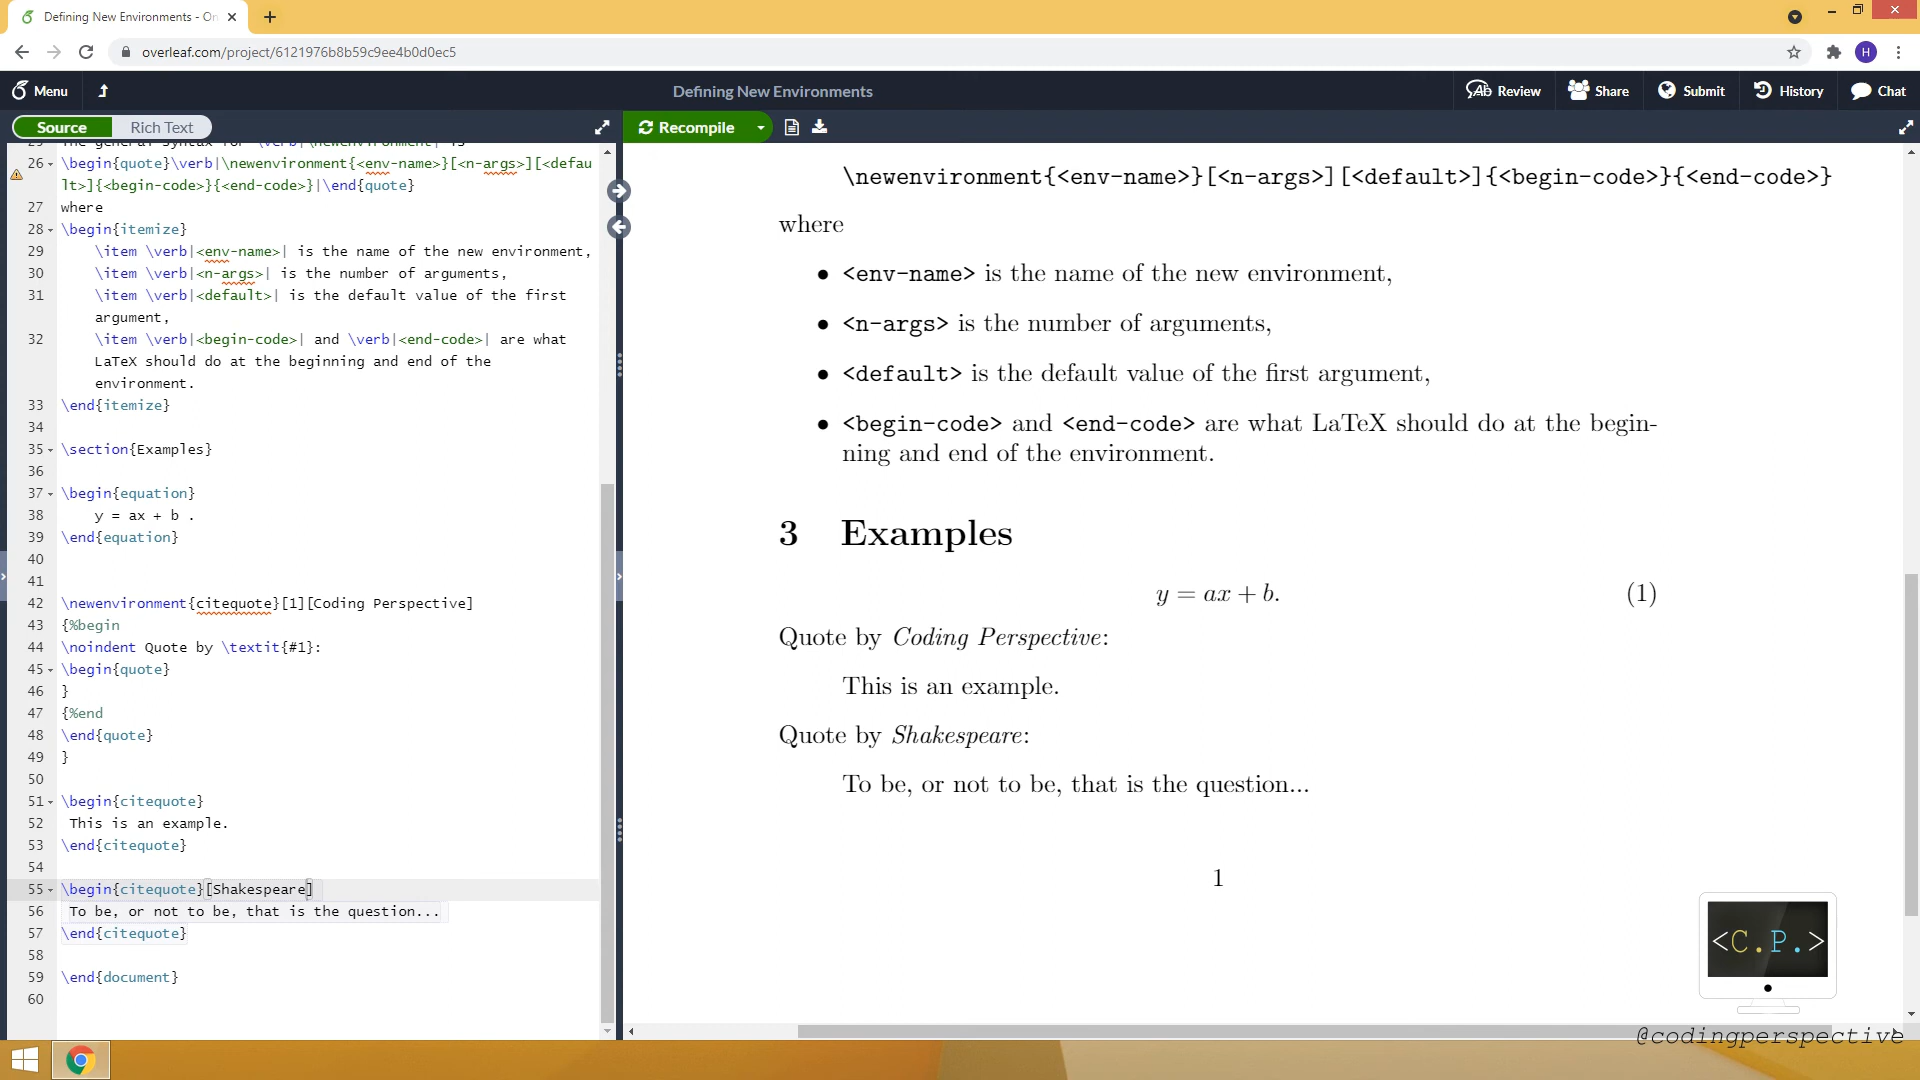 Defining New Environments - On
overleaf.com/project/6121976b8b59c9ee4b0d0ec5
H
Menu
Defining New Environments
Review
Share
Submit
History
Chat
Source
Rich Text
Recompile
26 \begin{quote}\verb|\newenvironment{<env-name>}[<n-args>][<defau
lt>]{<begin-code>}{<end-code>}|\end{quote}
27 where
28 \begin{itemize}
29 \item \verb|<env-name>| is the name of the new environment,
30 \item \verb|<n-args>| is the number of arguments,
31 \item \verb|<default>| is the default value of the first
argument,
32 \item \verb|<begin-code>| and \verb|<end-code>| are what
LaTeX should do at the beginning and end of the
environment.
33 \end{itemize}
34
35 \section{Examples}
36
37 \begin{equation}
38 y = ax + b .
39 \end{equation}
40
41
42 \newenvironment{citequote}[1][Coding Perspective]
43 {%begin
44 \noindent Quote by \textit{#1}:
45 \begin{quote}
46 }
47 {%end
48 \end{quote}
49 }
50
51 \begin{citequote}
52 This is an example.
53 \end{citequote}
54
55 \begin{citequote}[Shakespeare]
56 To be, or not to be, that is the question...
57 \end{citequote}
58
59 \end{document}
60
\newenvironment{<env-name>}[<n-args>][<default>]{<begin-code>}{<end-code>}
where
• <env-name> is the name of the new environment,
• <n-args> is the number of arguments,
• <default> is the default value of the first argument,
• <begin-code> and <end-code> are what LaTeX should do at the begin-
ning and end of the environment.
3 Examples
y = ax + b. (1)
Quote by Coding Perspective:
This is an example.
Quote by Shakespeare:
To be, or not to be, that is the question...
1
<C.P.>
@codingperspective